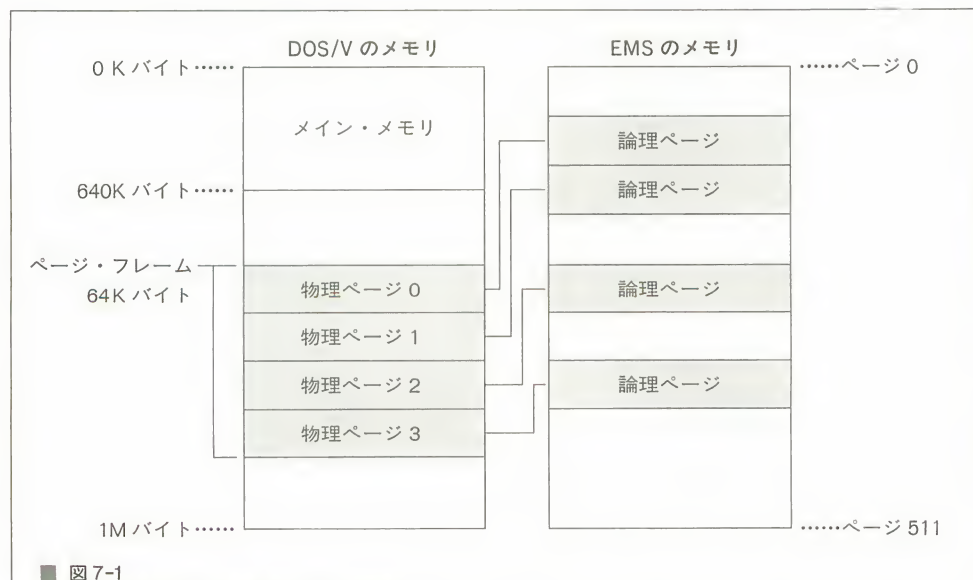 DOS/V のメモリ
EMS のメモリ
0 K バイト……
……ページ 0
メイン・メモリ
論理ページ
640K バイト……
論理ページ
ページ・フレーム
64K バイト
物理ページ 0
論理ページ
物理ページ 1
物理ページ 2
論理ページ
物理ページ 3
1M バイト……
……ページ 511
■ 図 7-1